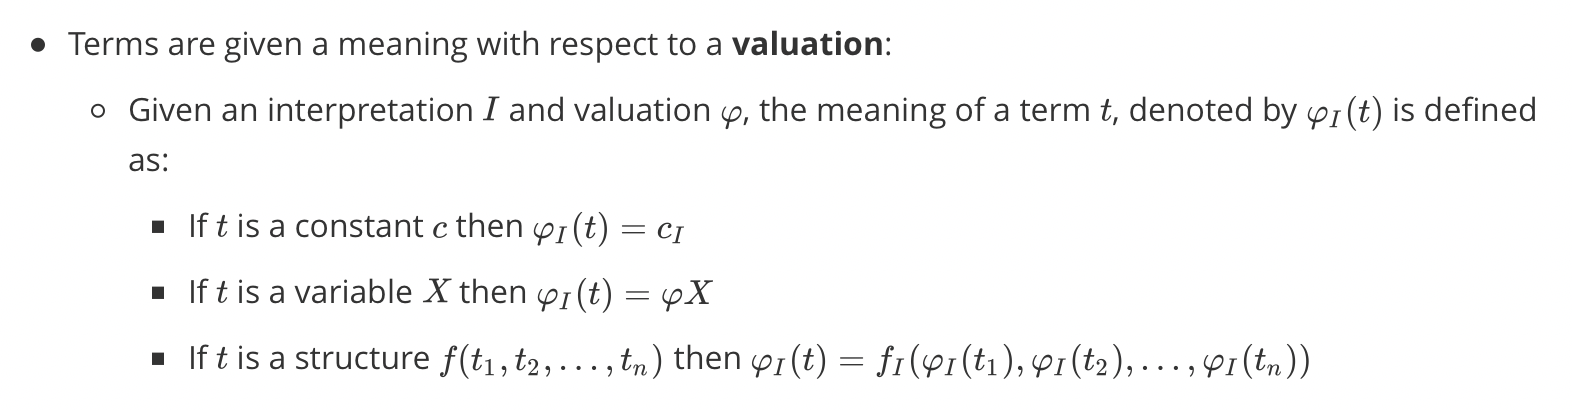 • Terms are given a meaning with respect to a valuation:
○ Given an interpretation I and valuation φ, the meaning of a term t, denoted by φ_I(t) is defined
as:
▪ If t is a constant c then φ_I(t) = c_I
▪ If t is a variable X then φ_I(t) = φX
▪ If t is a structure f(t_1, t_2, ..., t_n) then φ_I(t) = f_I(φ_I(t_1), φ_I(t_2), ..., φ_I(t_n))